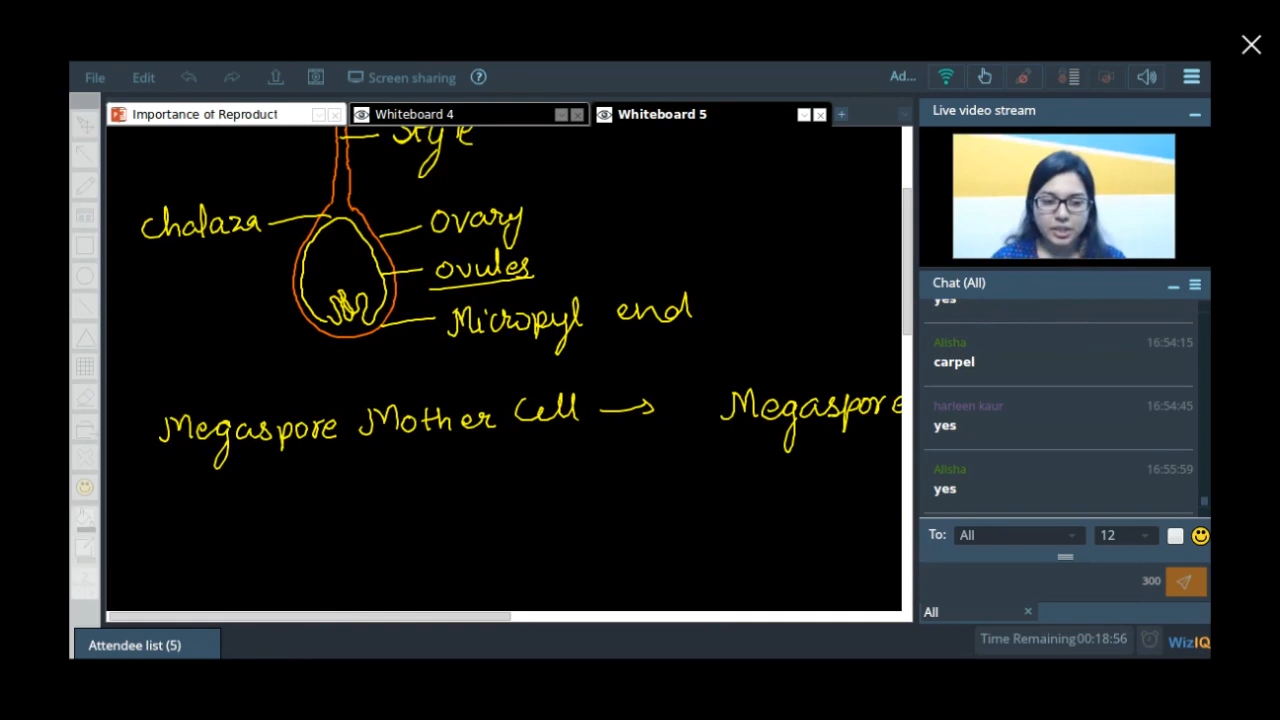 File Edit Screen sharing ? Ad...
Importance of Reproduct Whiteboard 4 Whiteboard 5 +
Live video stream
Style
Chalaza
Ovary
Ovules
Micropyl end
Megaspore Mother Cell → Megaspore
Chat (All)
yes
Alisha 16:54:15
carpel
harleen kaur 16:54:45
yes
Alisha 16:55:59
yes
To: All 12
300
All
Attendee list (5)
Time Remaining 00:18:56 WizIQ